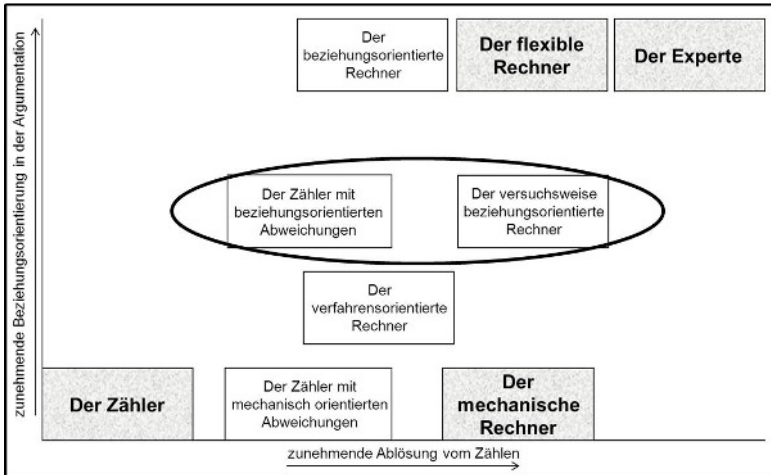 zunehmende Beziehungsorientierung in der Argumentation
Der
beziehungsorientierte
Rechner
Der flexible
Rechner
Der Experte
Der Zähler mit
beziehungsorientierten
Abweichungen
Der versuchsweise
beziehungsorientierte
Rechner
Der
verfahrensorientierte
Rechner
Der Zähler
Der Zähler mit
mechanisch orientierten
Abweichungen
Der
mechanische
Rechner
zunehmende Ablösung vom Zählen